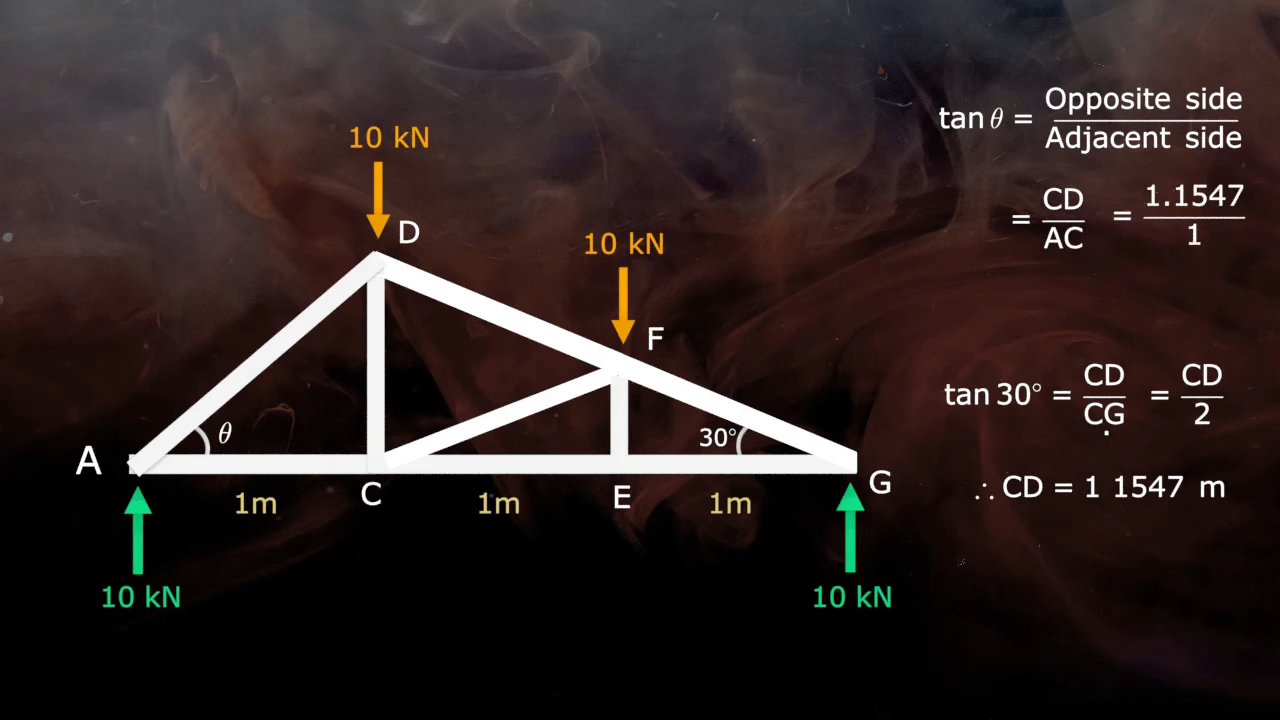 10 kN
D
10 kN
F
θ
30°
A
C
E
G
1m
1m
1m
10 kN
10 kN
tan θ = Opposite side / Adjacent side
= CD / AC = 1.1547 / 1
tan 30° = CD / CG = CD / 2
∴ CD = 1 1547 m